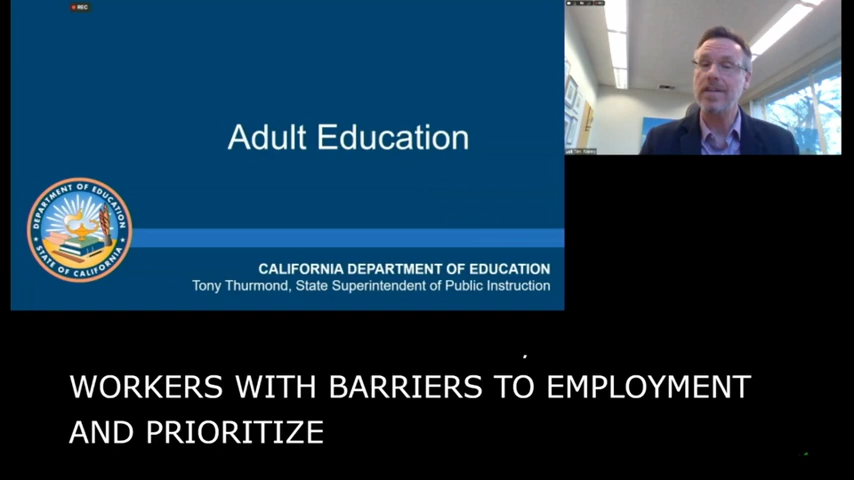 REC
Adult Education
DEPARTMENT OF EDUCATION
STATE OF CALIFORNIA
CALIFORNIA DEPARTMENT OF EDUCATION
Tony Thurmond, State Superintendent of Public Instruction
WORKERS WITH BARRIERS TO EMPLOYMENT
AND PRIORITIZE